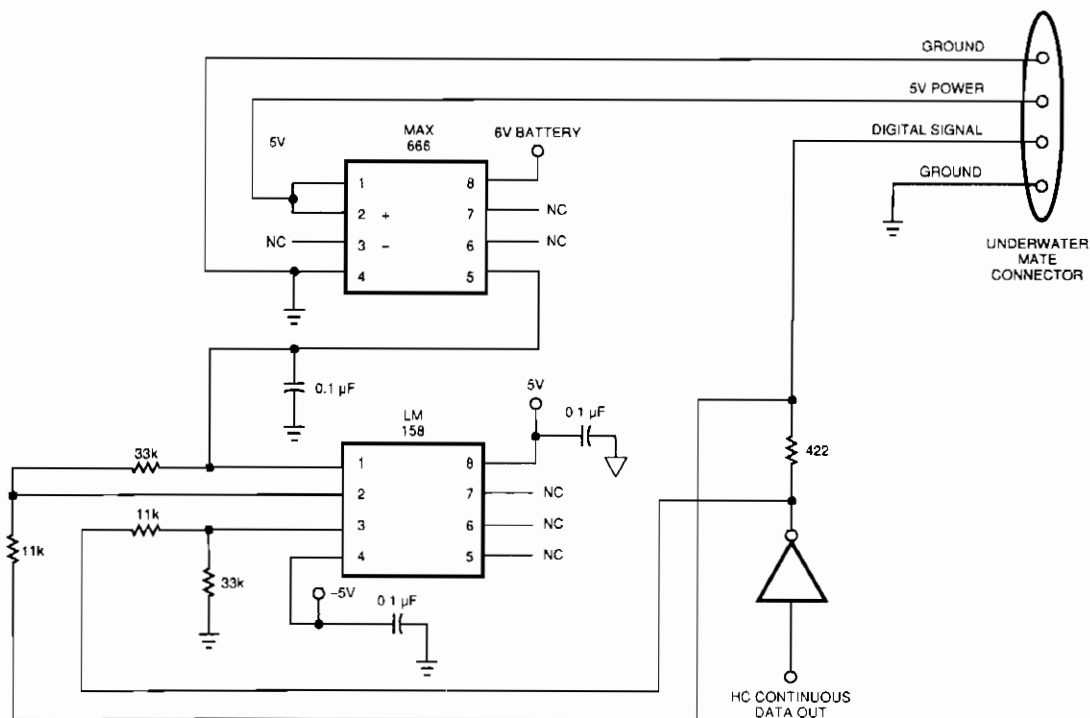 GROUND
5V POWER
DIGITAL SIGNAL
GROUND
UNDERWATER
MATE
CONNECTOR
MAX
666
5V
6V BATTERY
1
2 +
NC
3 −
4
8
7 NC
6 NC
5
0.1 µF
LM
158
5V
0 1 µF
33k
11k
11k
33k
1
2
3
4
8
7 NC
6 NC
5 NC
–5V
0 1 µF
422
HC CONTINUOUS
DATA OUT